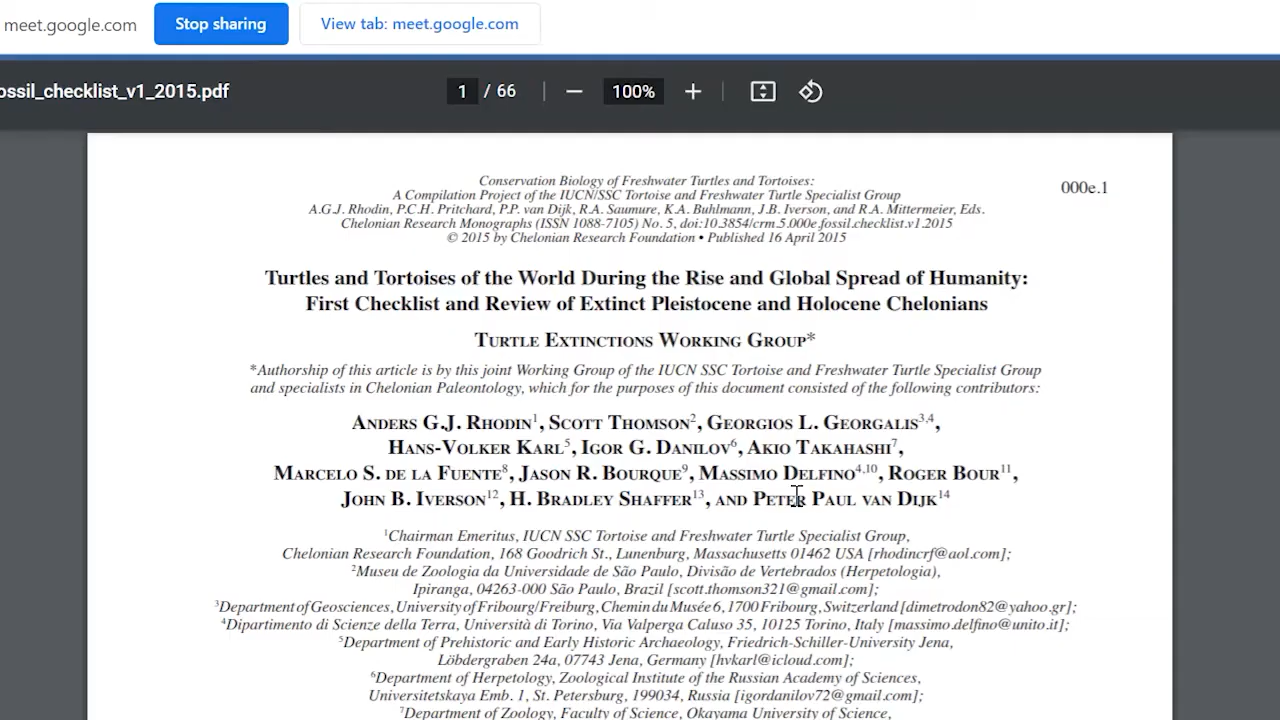 meet.google.com Stop sharing View tab: meet.google.com
ossil_checklist_v1_2015.pdf 1 / 66 100%
Conservation Biology of Freshwater Turtles and Tortoises:
000e.1
A Compilation Project of the IUCN/SSC Tortoise and Freshwater Turtle Specialist Group
A.G.J. Rhodin, P.C.H. Pritchard, P.P. van Dijk, R.A. Saumure, K.A. Buhlmann, J.B. Iverson, and R.A. Mittermeier, Eds.
Chelonian Research Monographs (ISSN 1088-7105) No. 5, doi:10.3854/crm.5.000e.fossil.checklist.v1.2015
© 2015 by Chelonian Research Foundation • Published 16 April 2015
Turtles and Tortoises of the World During the Rise and Global Spread of Humanity:
First Checklist and Review of Extinct Pleistocene and Holocene Chelonians
Turtle Extinctions Working Group*
*Authorship of this article is by this joint Working Group of the IUCN SSC Tortoise and Freshwater Turtle Specialist Group
and specialists in Chelonian Paleontology, which for the purposes of this document consisted of the following contributors:
Anders G.J. Rhodin1, Scott Thomson2, Georgios L. Georgalis3,4,
Hans-Volker Karl5, Igor G. Danilov6, Akio Takahashi7,
Marcelo S. de la Fuente8, Jason R. Bourque9, Massimo Delfino4,10, Roger Bour11,
John B. Iverson12, H. Bradley Shaffer13, and Peter Paul van Dijk14
1Chairman Emeritus, IUCN SSC Tortoise and Freshwater Turtle Specialist Group,
Chelonian Research Foundation, 168 Goodrich St., Lunenburg, Massachusetts 01462 USA [rhodincrf@aol.com];
2Museu de Zoologia da Universidade de São Paulo, Divisão de Vertebrados (Herpetologia),
Ipiranga, 04263-000 São Paulo, Brazil [scott.thomson321@gmail.com];
3Department of Geosciences, University of Fribourg/Freiburg, Chemin du Musée 6, 1700 Fribourg, Switzerland [dimetrodon82@yahoo.gr];
4Dipartimento di Scienze della Terra, Università di Torino, Via Valperga Caluso 35, 10125 Torino, Italy [massimo.delfino@unito.it];
5Department of Prehistoric and Early Historic Archaeology, Friedrich-Schiller-University Jena,
Löbdergraben 24a, 07743 Jena, Germany [hvkarl@icloud.com];
6Department of Herpetology, Zoological Institute of the Russian Academy of Sciences,
Universitetskaya Emb. 1, St. Petersburg, 199034, Russia [igordanilov72@gmail.com];
7Department of Zoology, Faculty of Science, Okayama University of Science,